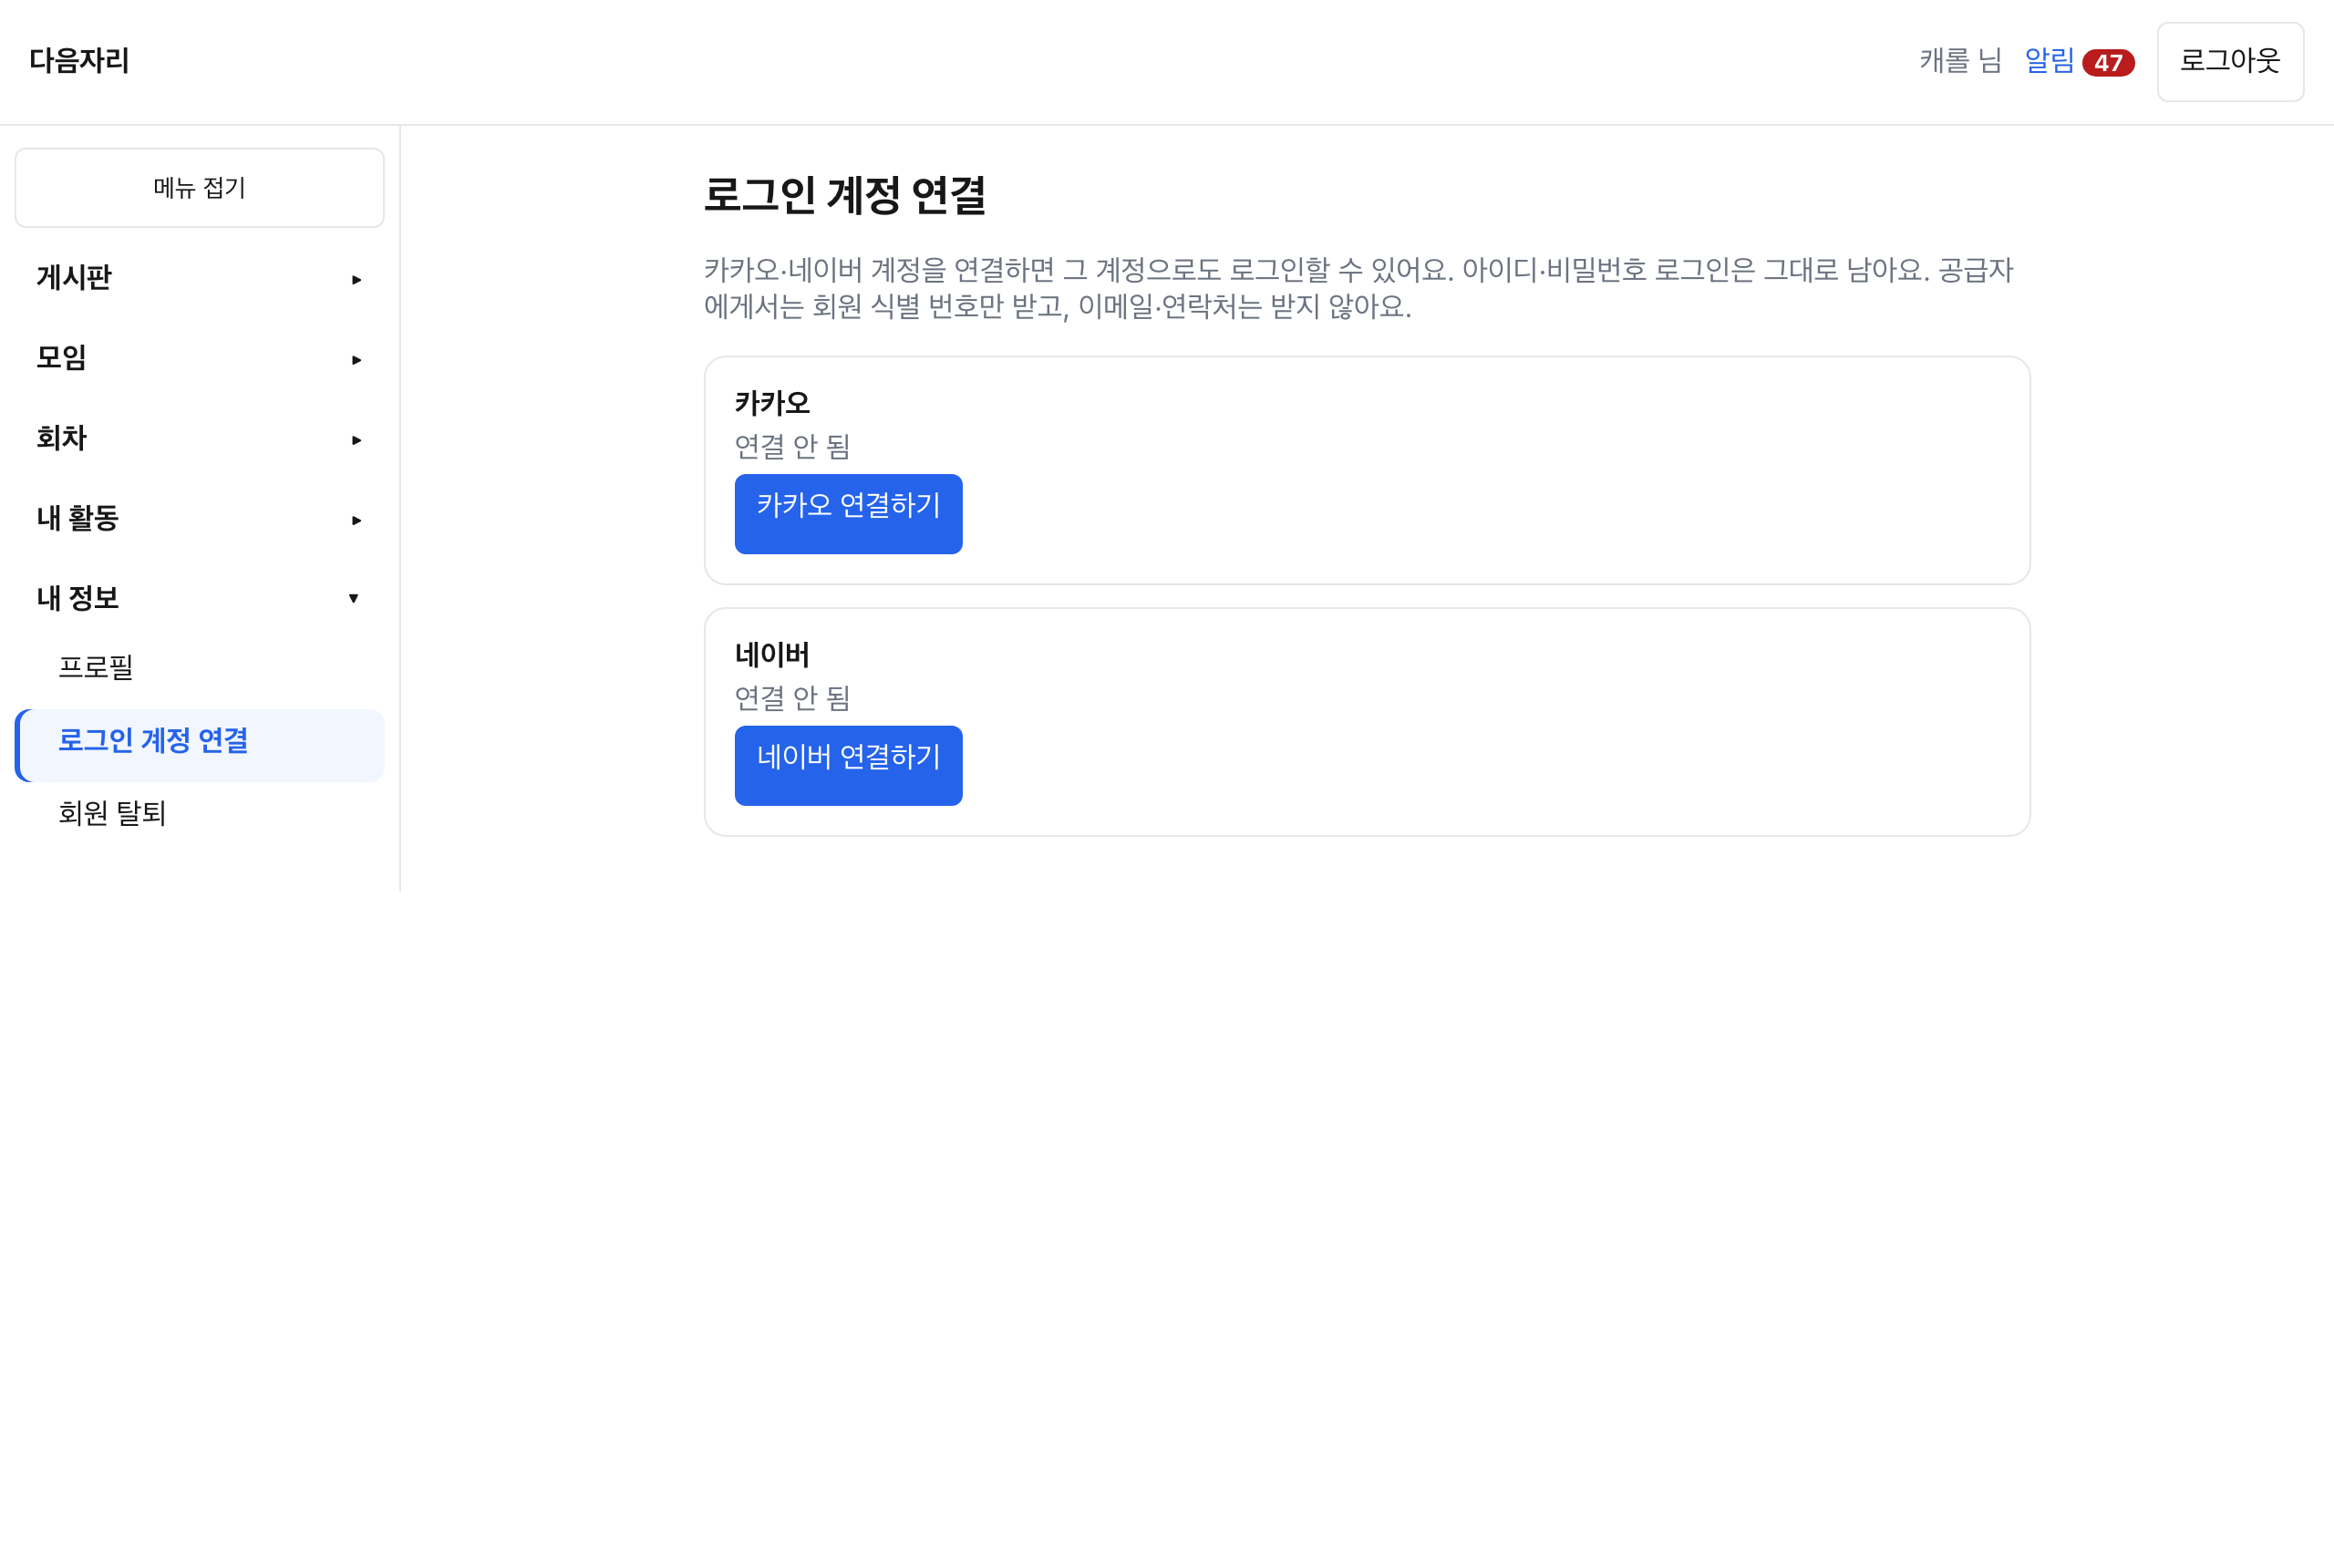 다음자리
캐롤 님 알림 47 로그아웃
메뉴 접기
게시판
모임
회차
내 활동
내 정보
프로필
로그인 계정 연결
회원 탈퇴
로그인 계정 연결
카카오·네이버 계정을 연결하면 그 계정으로도 로그인할 수 있어요. 아이디·비밀번호 로그인은 그대로 남아요. 공급자
에게서는 회원 식별 번호만 받고, 이메일·연락처는 받지 않아요.
카카오
연결 안 됨
카카오 연결하기
네이버
연결 안 됨
네이버 연결하기